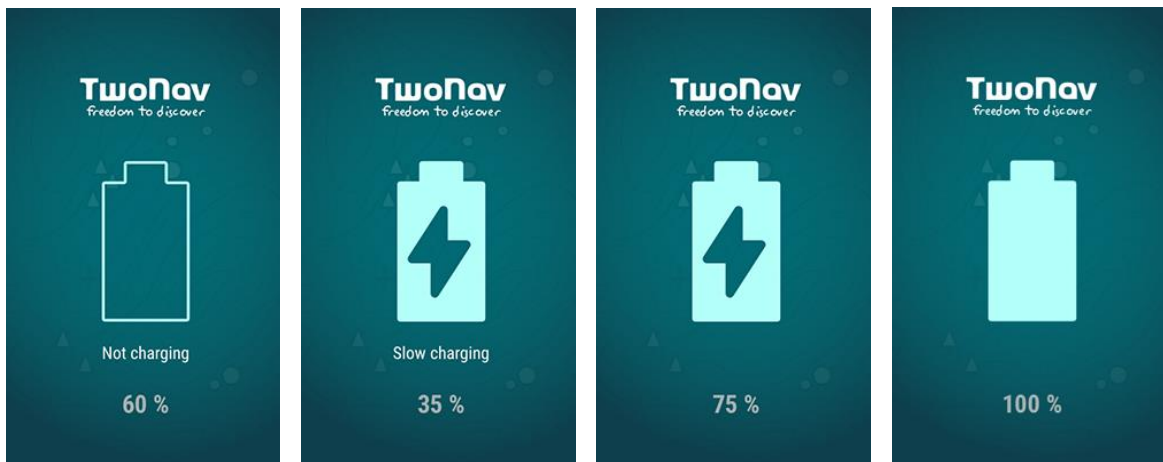 TwoNav
freedom to discover
Not charging
60 %
TwoNav
freedom to discover
Slow charging
35 %
TwoNav
freedom to discover
75 %
TwoNav
freedom to discover
100 %